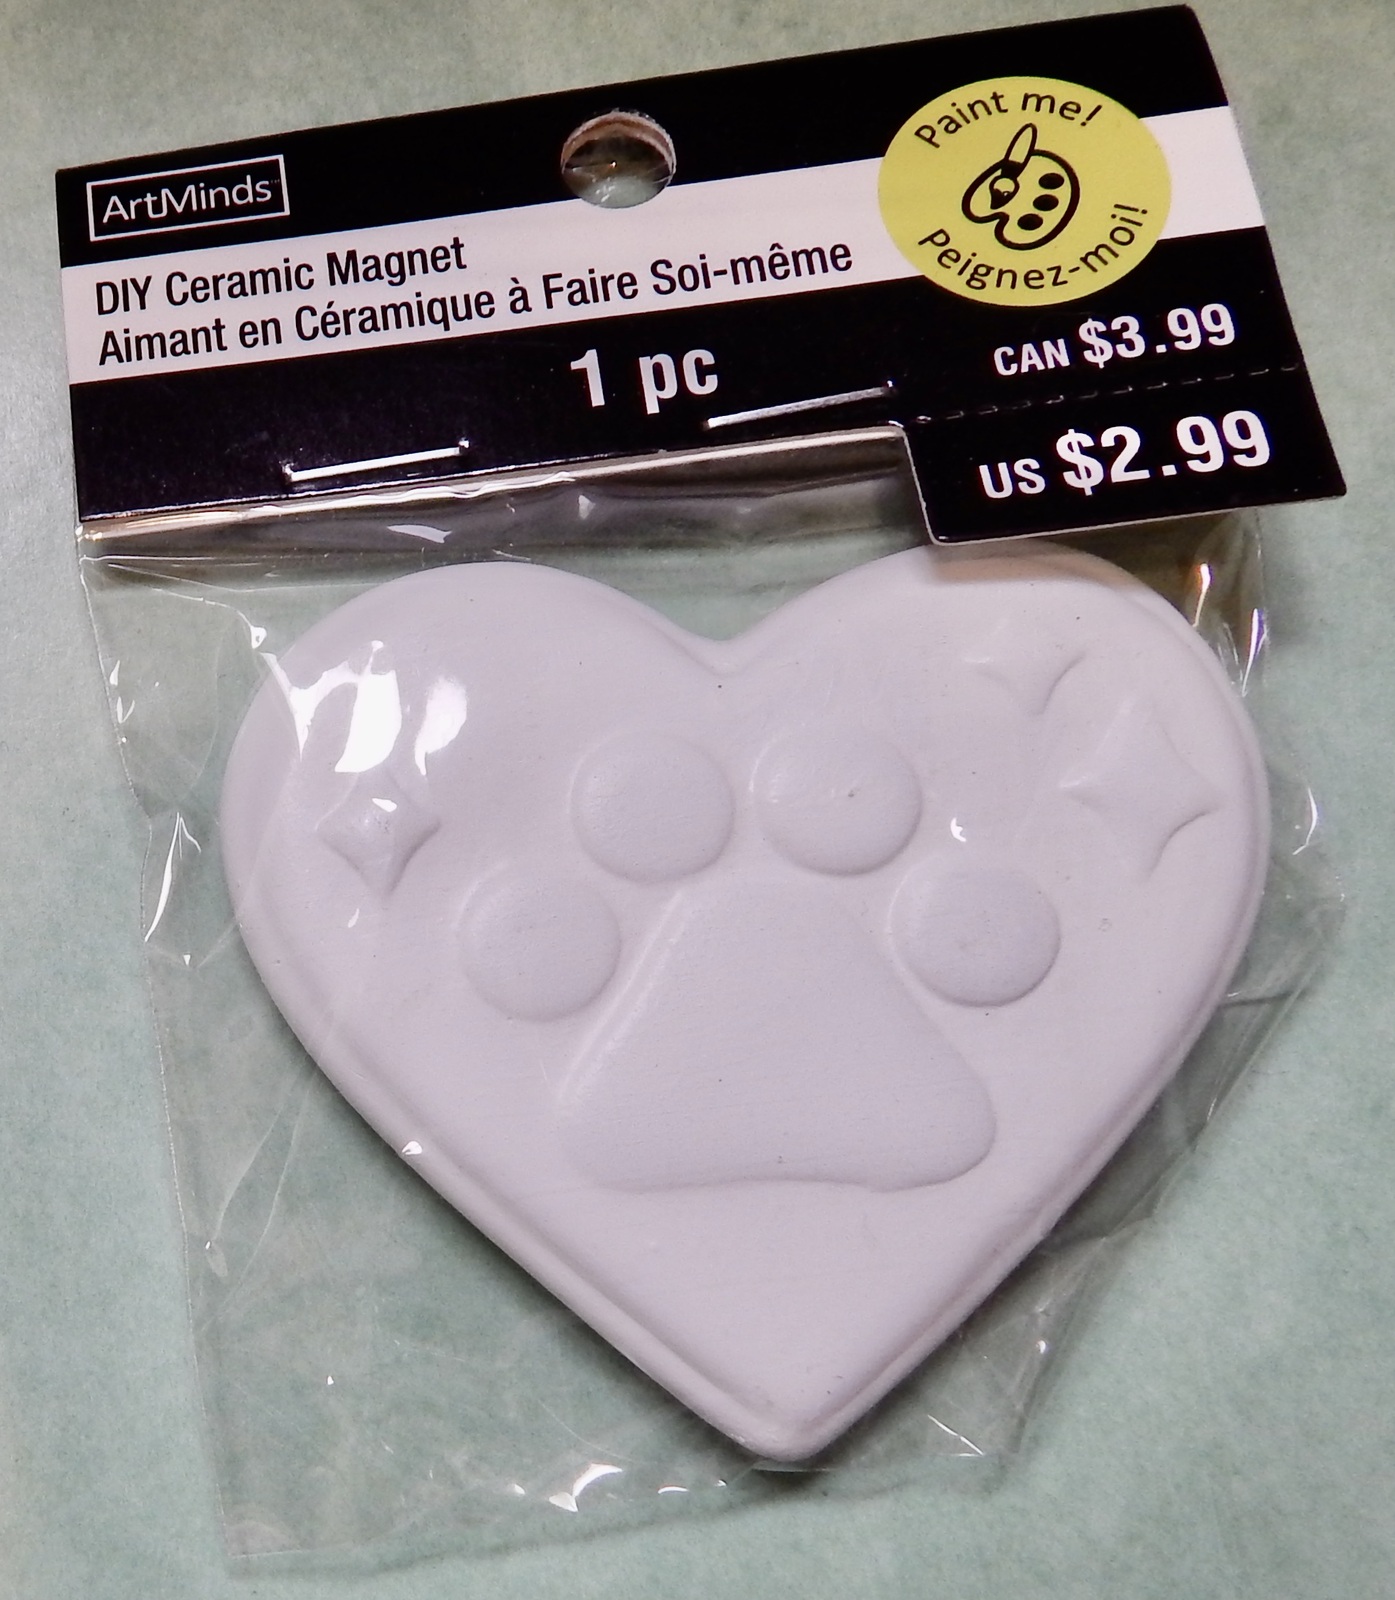 ArtMinds™
DIY Ceramic Magnet
Aimant en Céramique à Faire Soi-même
1 pc
Paint me!
Peignez-moi!
CAN $3.99
US $2.99